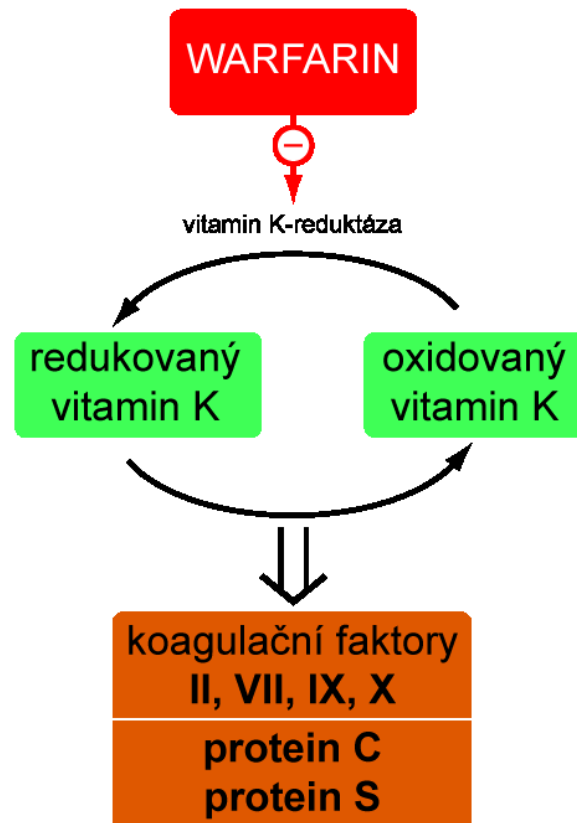 WARFARIN
vitamin K-reduktáza
redukovaný
vitamin K
oxidovaný
vitamin K
koagulační faktory
II, VII, IX, X
protein C
protein S